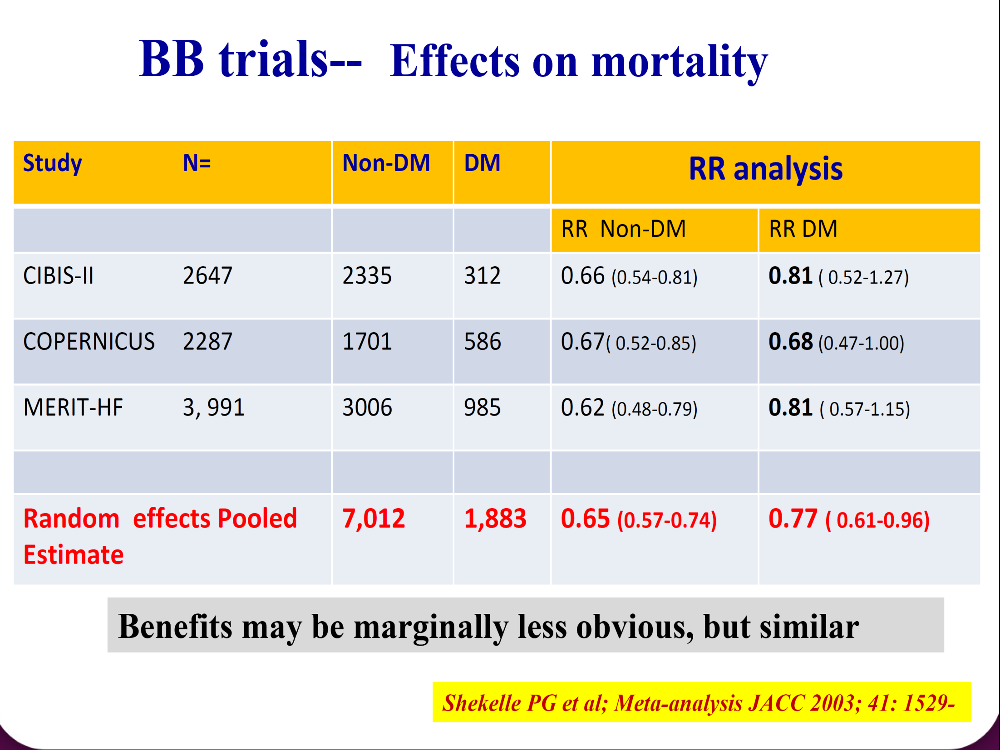 BB trials-- Effects on mortality
Study N= Non-DM DM RR analysis
RR Non-DM RR DM
CIBIS-II 2647 2335 312 0.66 (0.54-0.81) 0.81 ( 0.52-1.27)
COPERNICUS 2287 1701 586 0.67( 0.52-0.85) 0.68 (0.47-1.00)
MERIT-HF 3, 991 3006 985 0.62 (0.48-0.79) 0.81 ( 0.57-1.15)
Random effects Pooled 7,012 1,883 0.65 (0.57-0.74) 0.77 ( 0.61-0.96)
Estimate
Benefits may be marginally less obvious, but similar
Shekelle PG et al; Meta-analysis JACC 2003; 41: 1529-